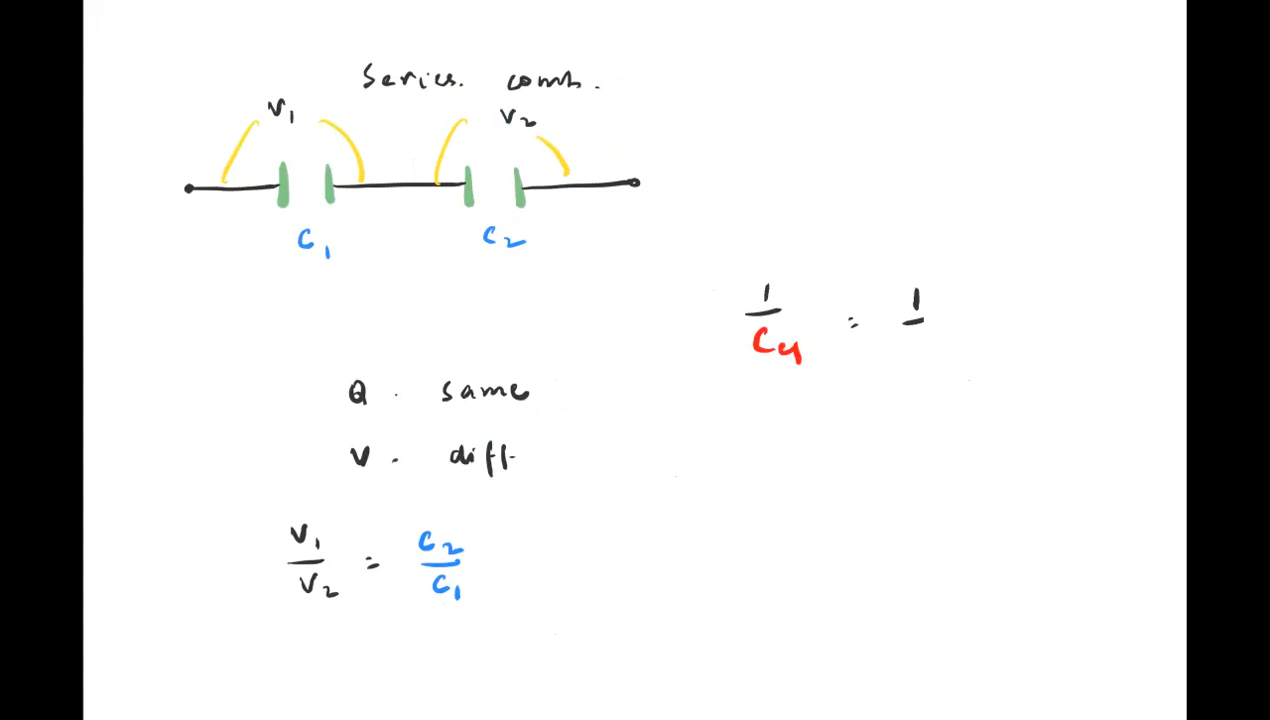 Series. comb.
V1 V2
C1 C2
1/Ceq = 1
Q . same
V . diff.
V1/V2 = C2/C1